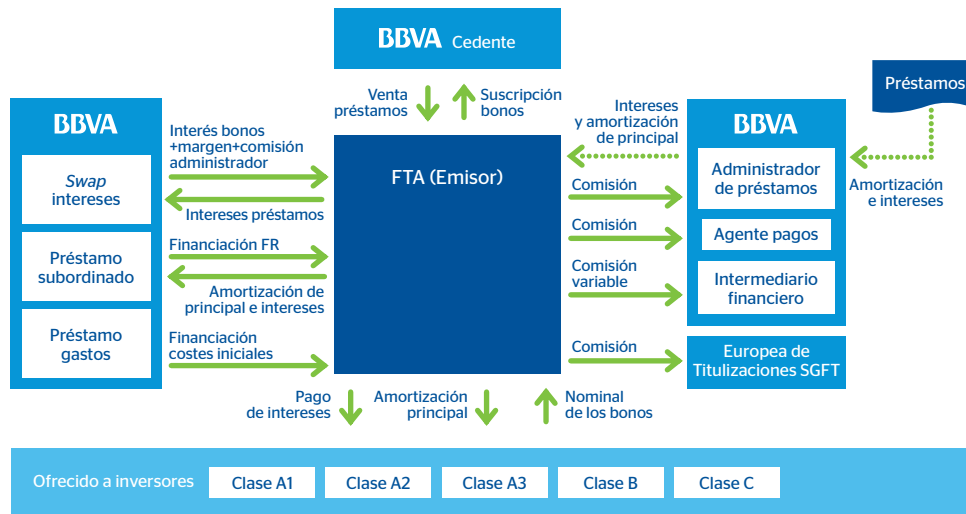 BBVA Cedente
Venta
préstamos
Suscripción
bonos
Préstamos
BBVA
Swap
intereses
Préstamo
subordinado
Préstamo
gastos
Interés bonos
+margen+comisión
administrador
Intereses préstamos
Financiación FR
Amortización de
principal e intereses
Financiación
costes iniciales
FTA (Emisor)
Intereses
y amortización
de principal
Comisión
Comisión
Comisión
variable
Comisión
BBVA
Administrador
de préstamos
Agente pagos
Intermediario
financiero
Amortización
e intereses
Europea de
Titulizaciones SGFT
Pago
de intereses
Amortización
principal
Nominal
de los bonos
Ofrecido a inversores
Clase A1
Clase A2
Clase A3
Clase B
Clase C